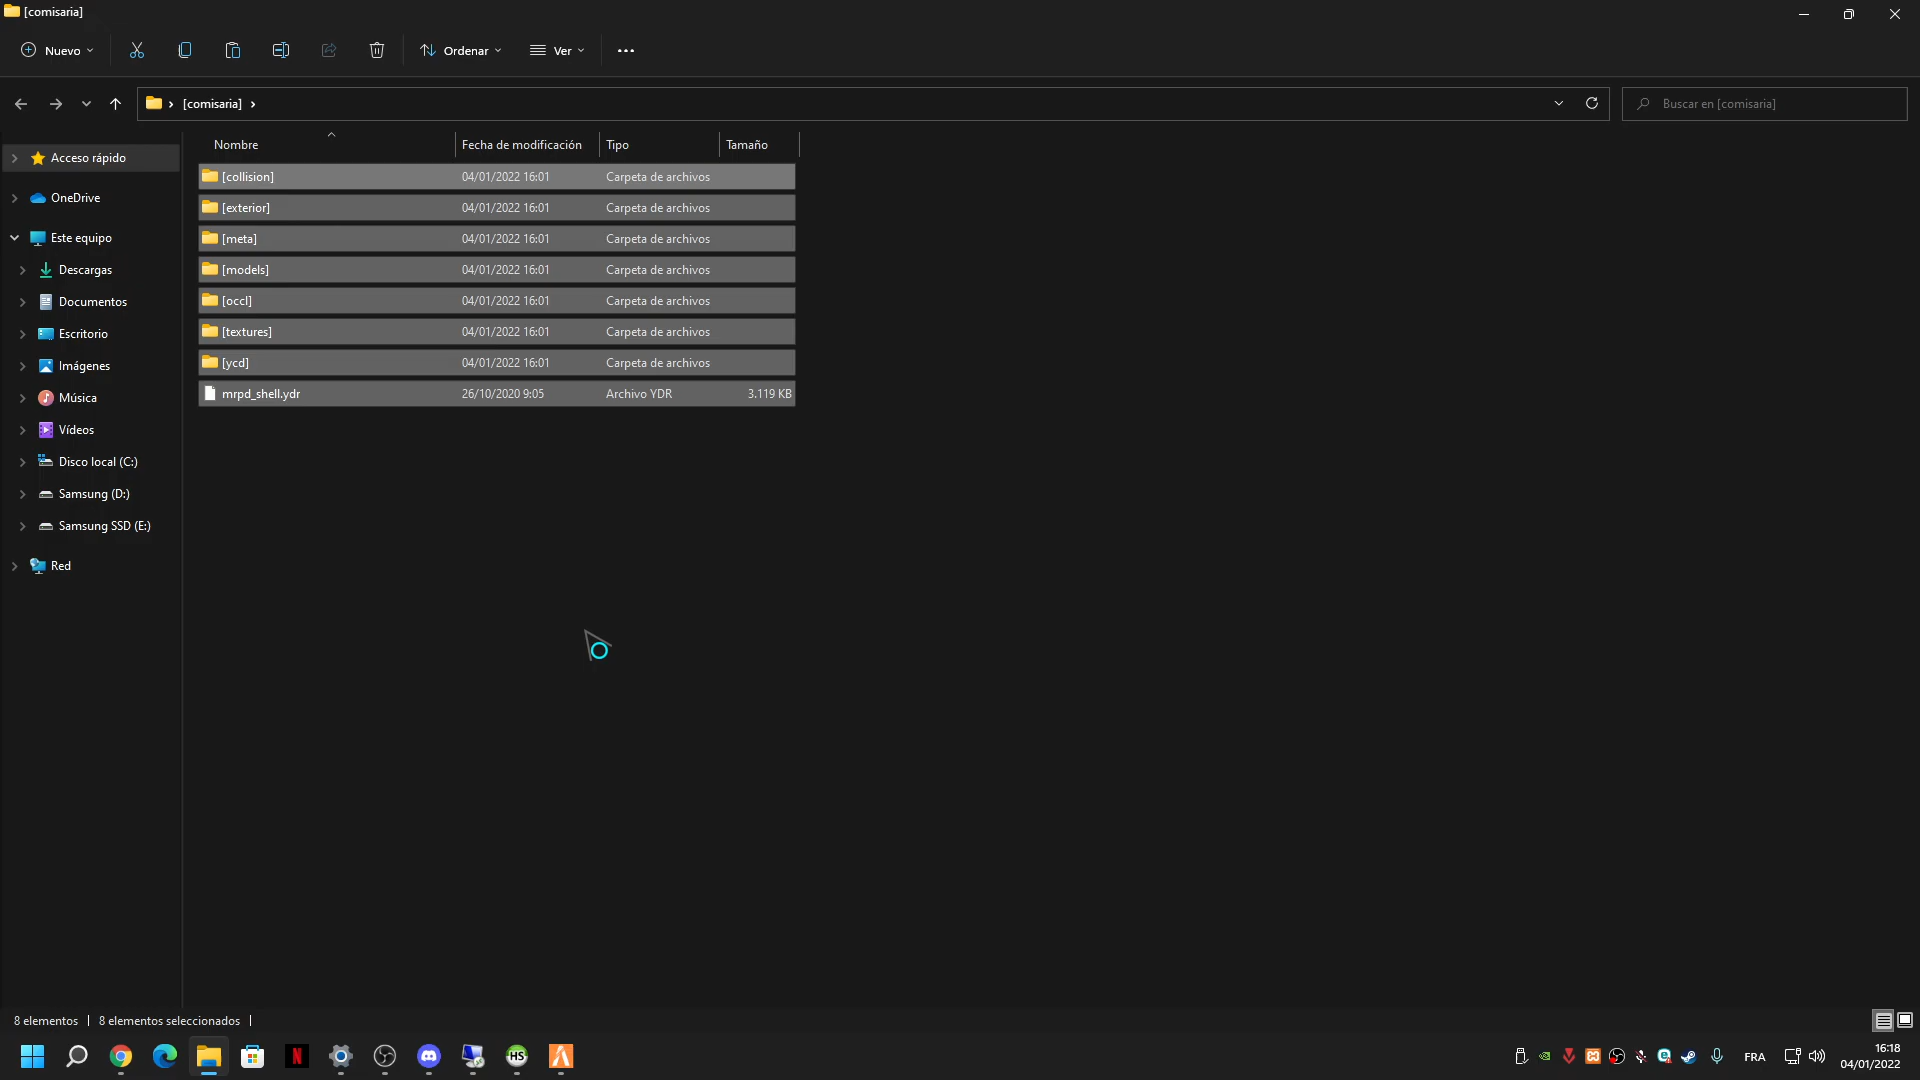 [comisaria]
Nuevo
Ordenar
Ver
[comisaria]
Buscar en [comisaria]
Nombre Fecha de modificación Tipo Tamaño
Acceso rápido
OneDrive
Este equipo
Descargas
Documentos
Escritorio
Imágenes
Música
Vídeos
Disco local (C:)
Samsung (D:)
Samsung SSD (E:)
Red
[collision] 04/01/2022 16:01 Carpeta de archivos
[exterior] 04/01/2022 16:01 Carpeta de archivos
[meta] 04/01/2022 16:01 Carpeta de archivos
[models] 04/01/2022 16:01 Carpeta de archivos
[occl] 04/01/2022 16:01 Carpeta de archivos
[textures] 04/01/2022 16:01 Carpeta de archivos
[ycd] 04/01/2022 16:01 Carpeta de archivos
mrpd_shell.ydr 26/10/2020 9:05 Archivo YDR 3.119 KB
8 elementos 8 elementos seleccionados
N
HS
FRA
16:18
04/01/2022